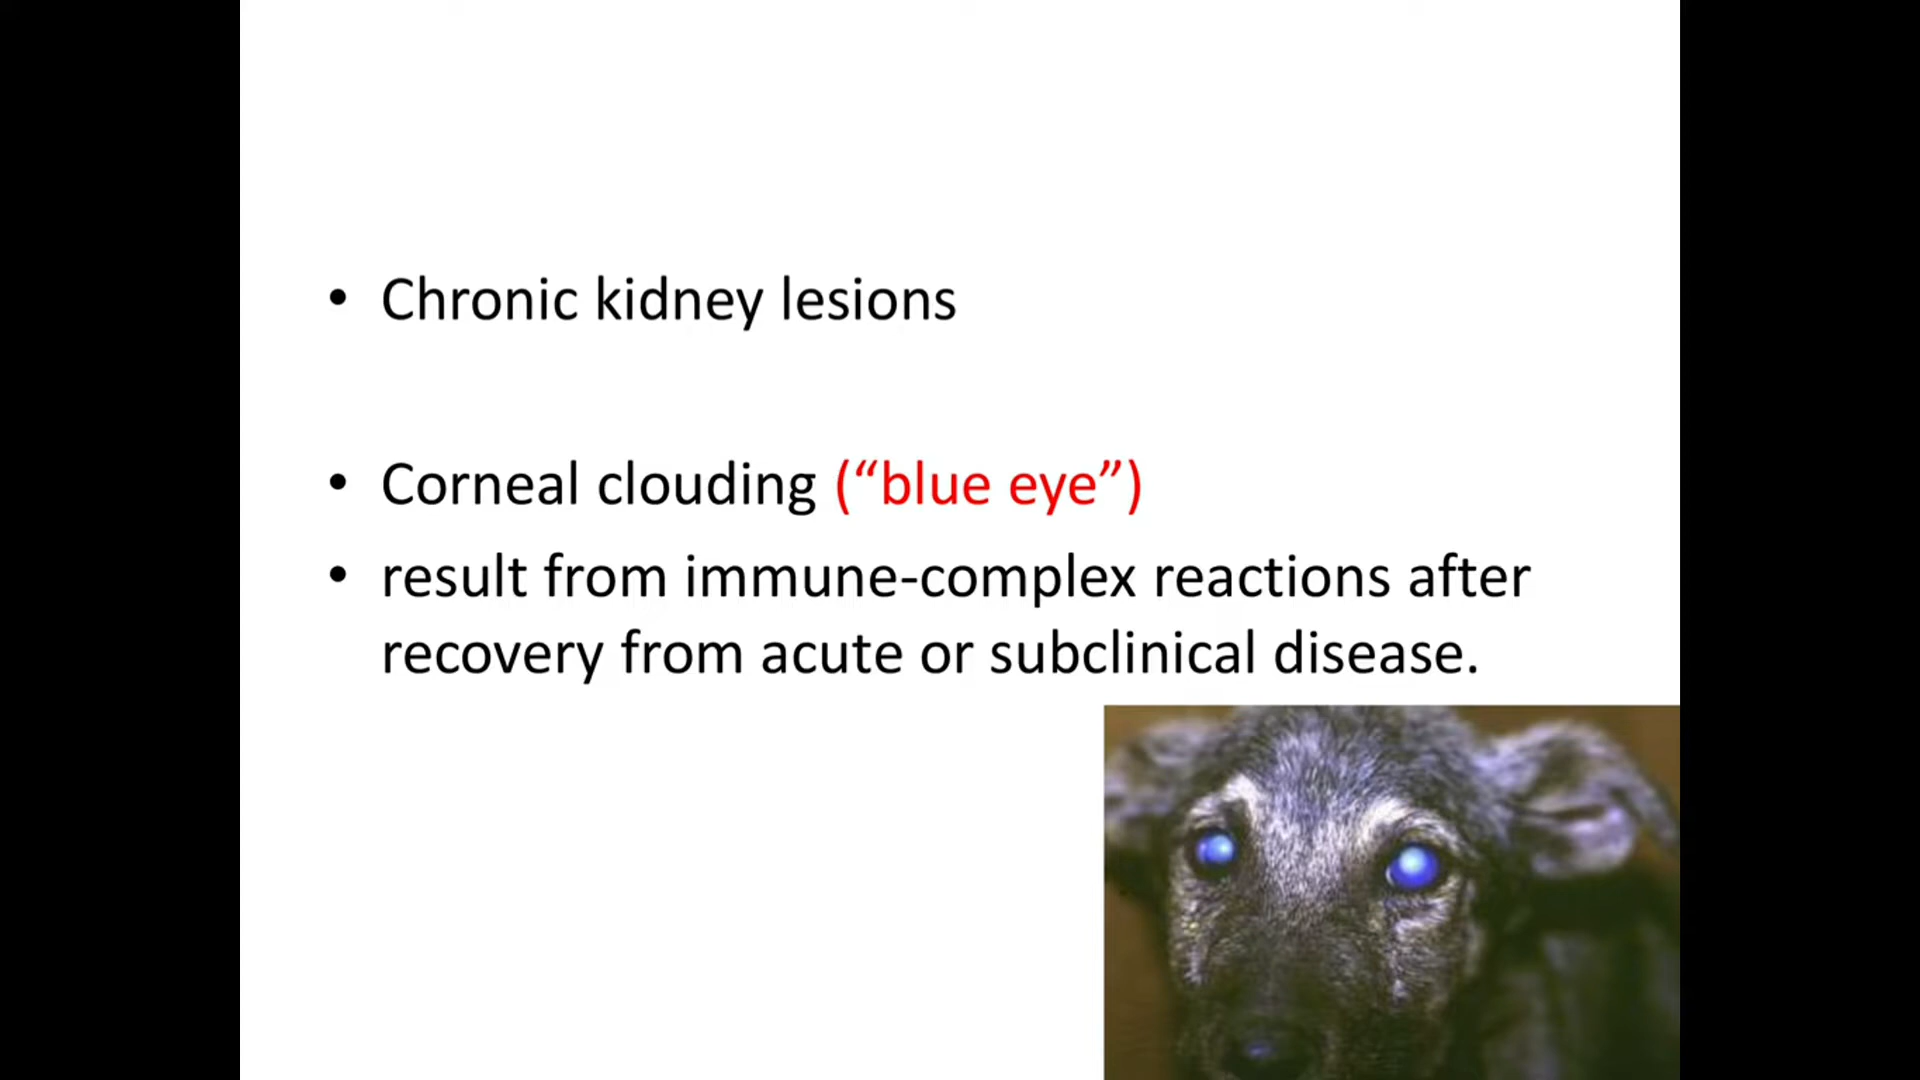 • Chronic kidney lesions
• Corneal clouding (“blue eye”)
• result from immune-complex reactions after
recovery from acute or subclinical disease.